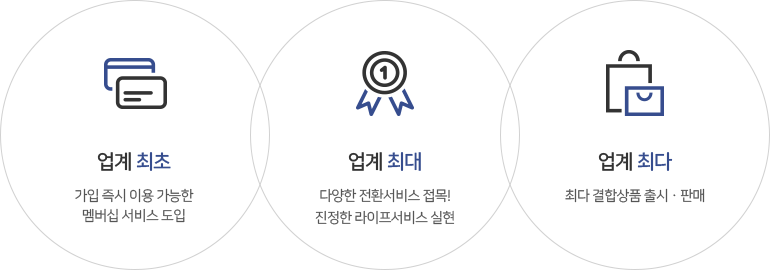 업계 최초
가입 즉시 이용 가능한
멤버십 서비스 도입
1
업계 최대
다양한 전환서비스 접목!
진정한 라이프서비스 실현
업계 최다
최다 결합상품 출시 · 판매